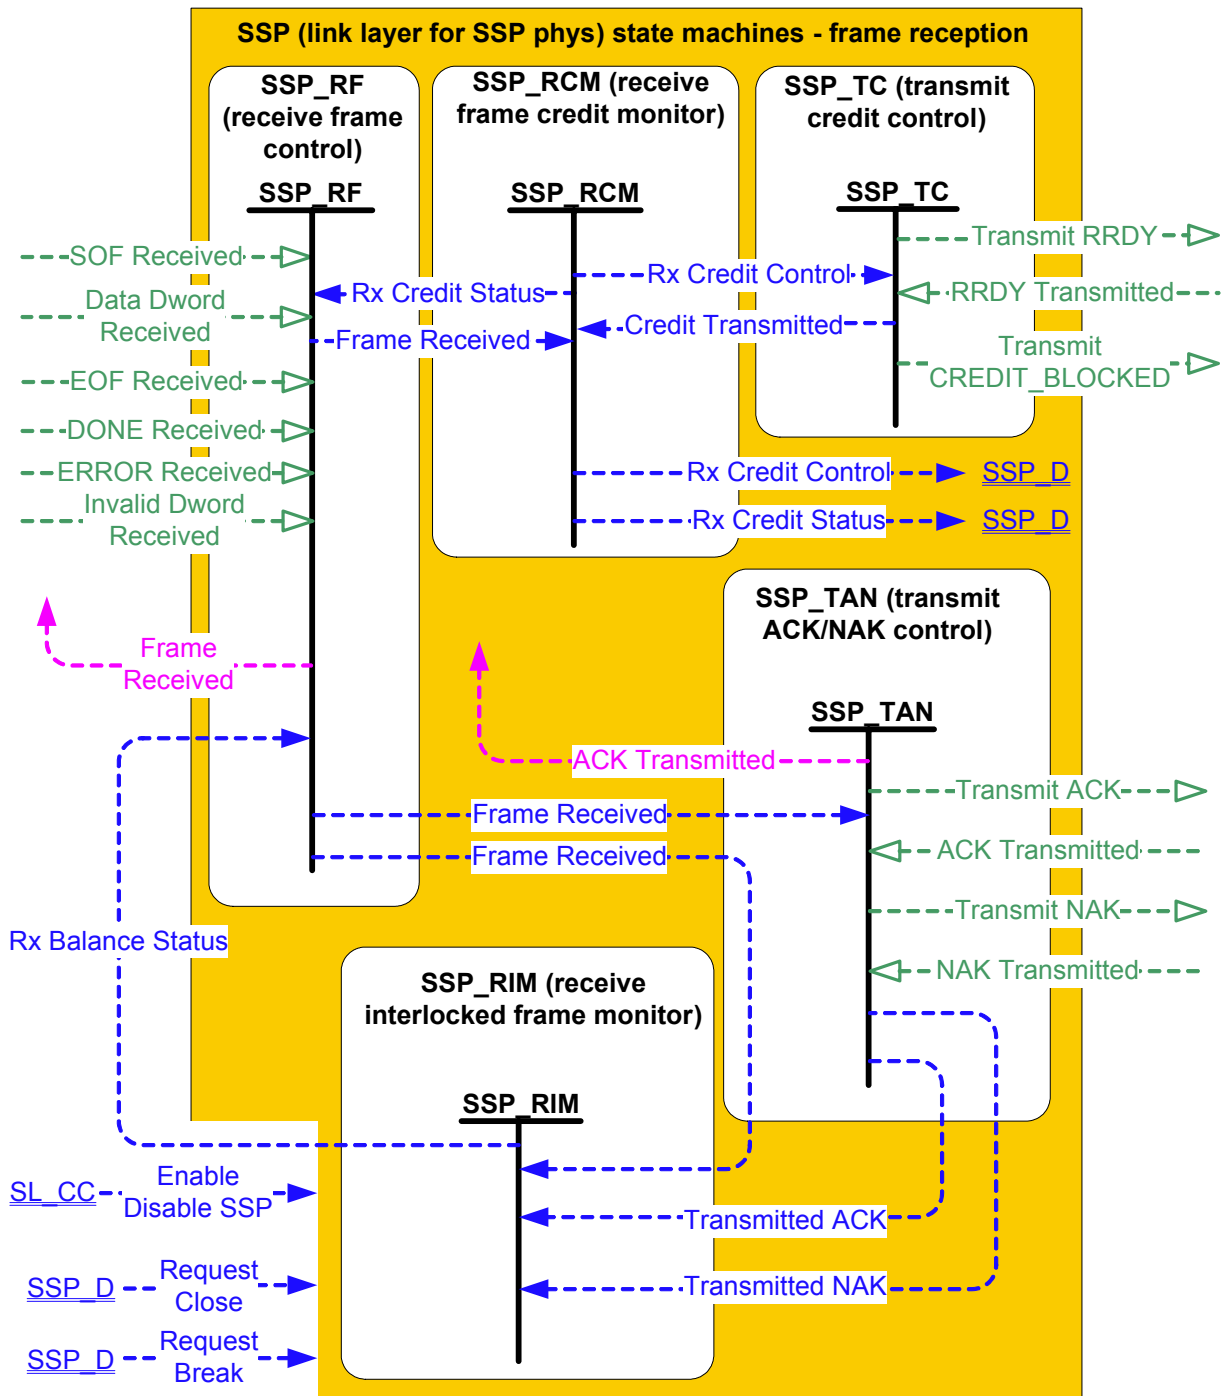 SSP (link layer for SSP phys) state machines - frame reception
SSP_RF
(receive frame
control)
SSP_RF
SSP_RCM (receive
frame credit monitor)
SSP_RCM
SSP_TC (transmit
credit control)
SSP_TC
SOF Received
Data Dword
Received
EOF Received
DONE Received
ERROR Received
Invalid Dword
Received
Rx Credit Status
Frame Received
Rx Credit Control
Credit Transmitted
Transmit RRDY
RRDY Transmitted
Transmit
CREDIT_BLOCKED
Rx Credit Control
SSP_D
Rx Credit Status
SSP_D
Frame
Received
SSP_TAN (transmit
ACK/NAK control)
SSP_TAN
ACK Transmitted
Transmit ACK
Frame Received
ACK Transmitted
Frame Received
Transmit NAK
NAK Transmitted
Rx Balance Status
SSP_RIM (receive
interlocked frame monitor)
SSP_RIM
SL_CC
Enable
Disable SSP
Transmitted ACK
SSP_D
Request
Close
Transmitted NAK
SSP_D
Request
Break